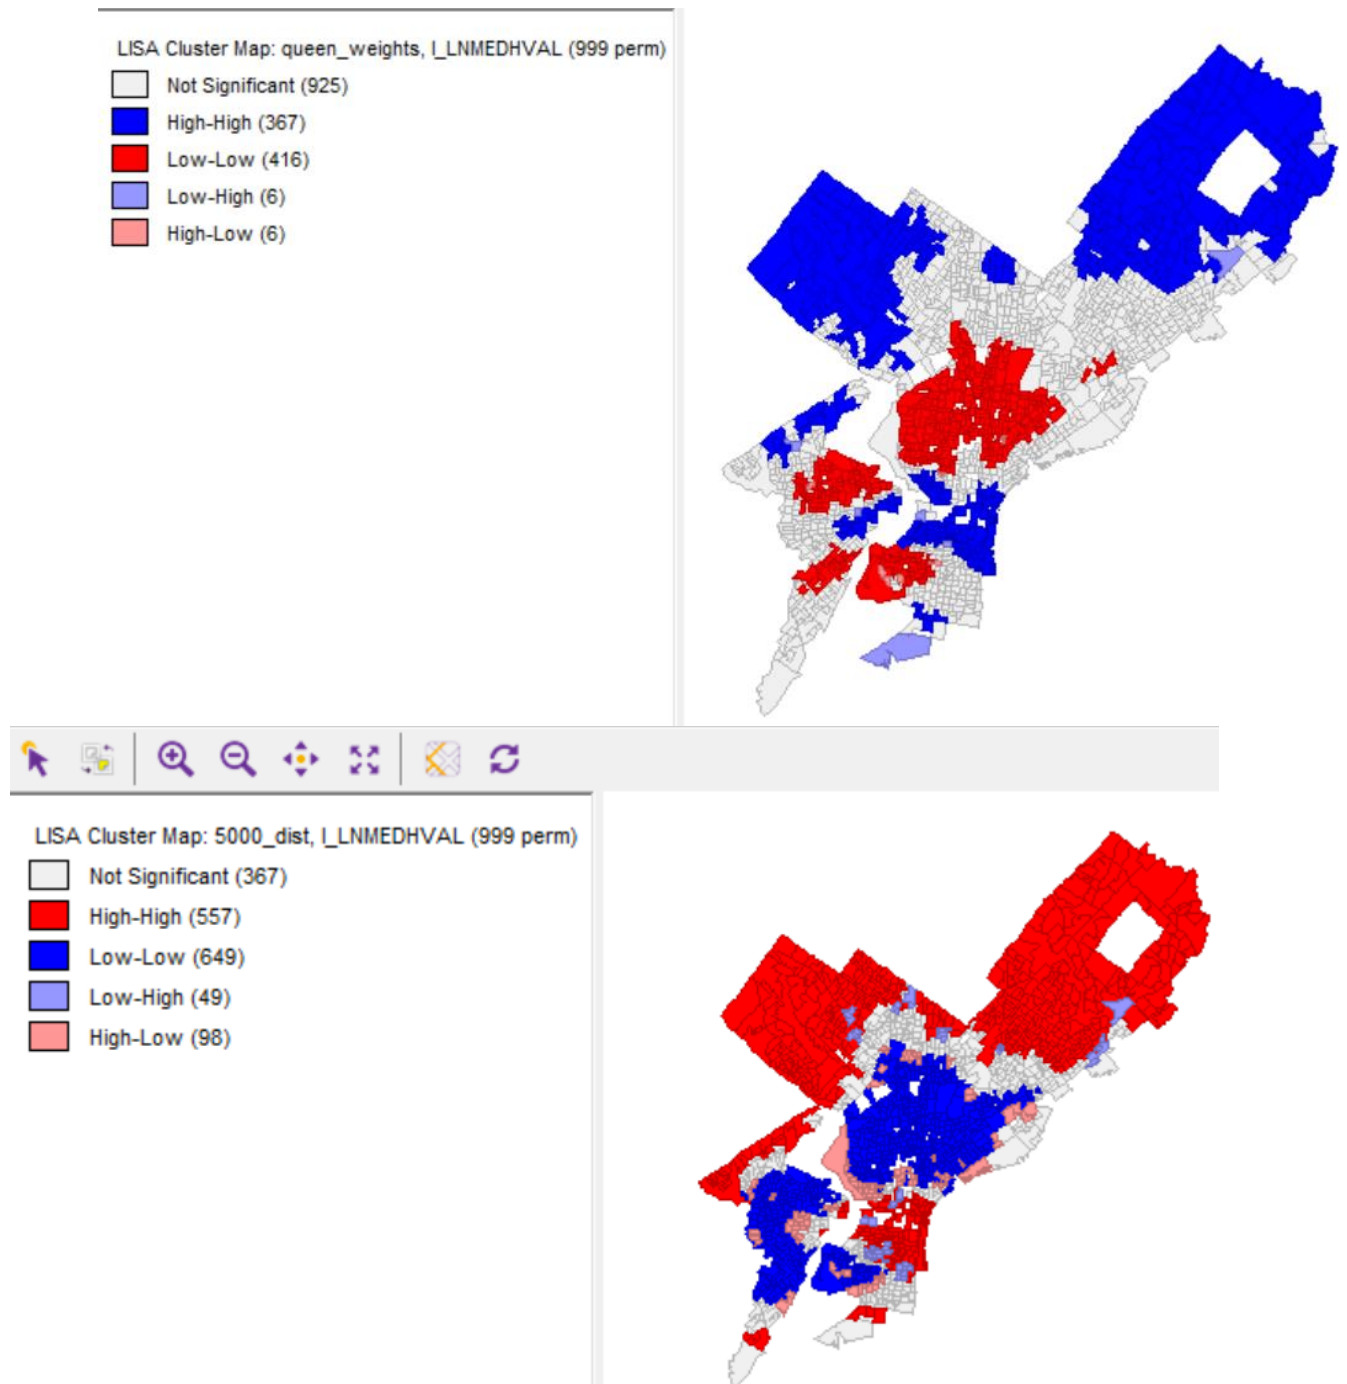 LISA Cluster Map: queen_weights, I_LNMEDHVAL (999 perm)
Not Significant (925)
High-High (367)
Low-Low (416)
Low-High (6)
High-Low (6)
LISA Cluster Map: 5000_dist, I_LNMEDHVAL (999 perm)
Not Significant (367)
High-High (557)
Low-Low (649)
Low-High (49)
High-Low (98)